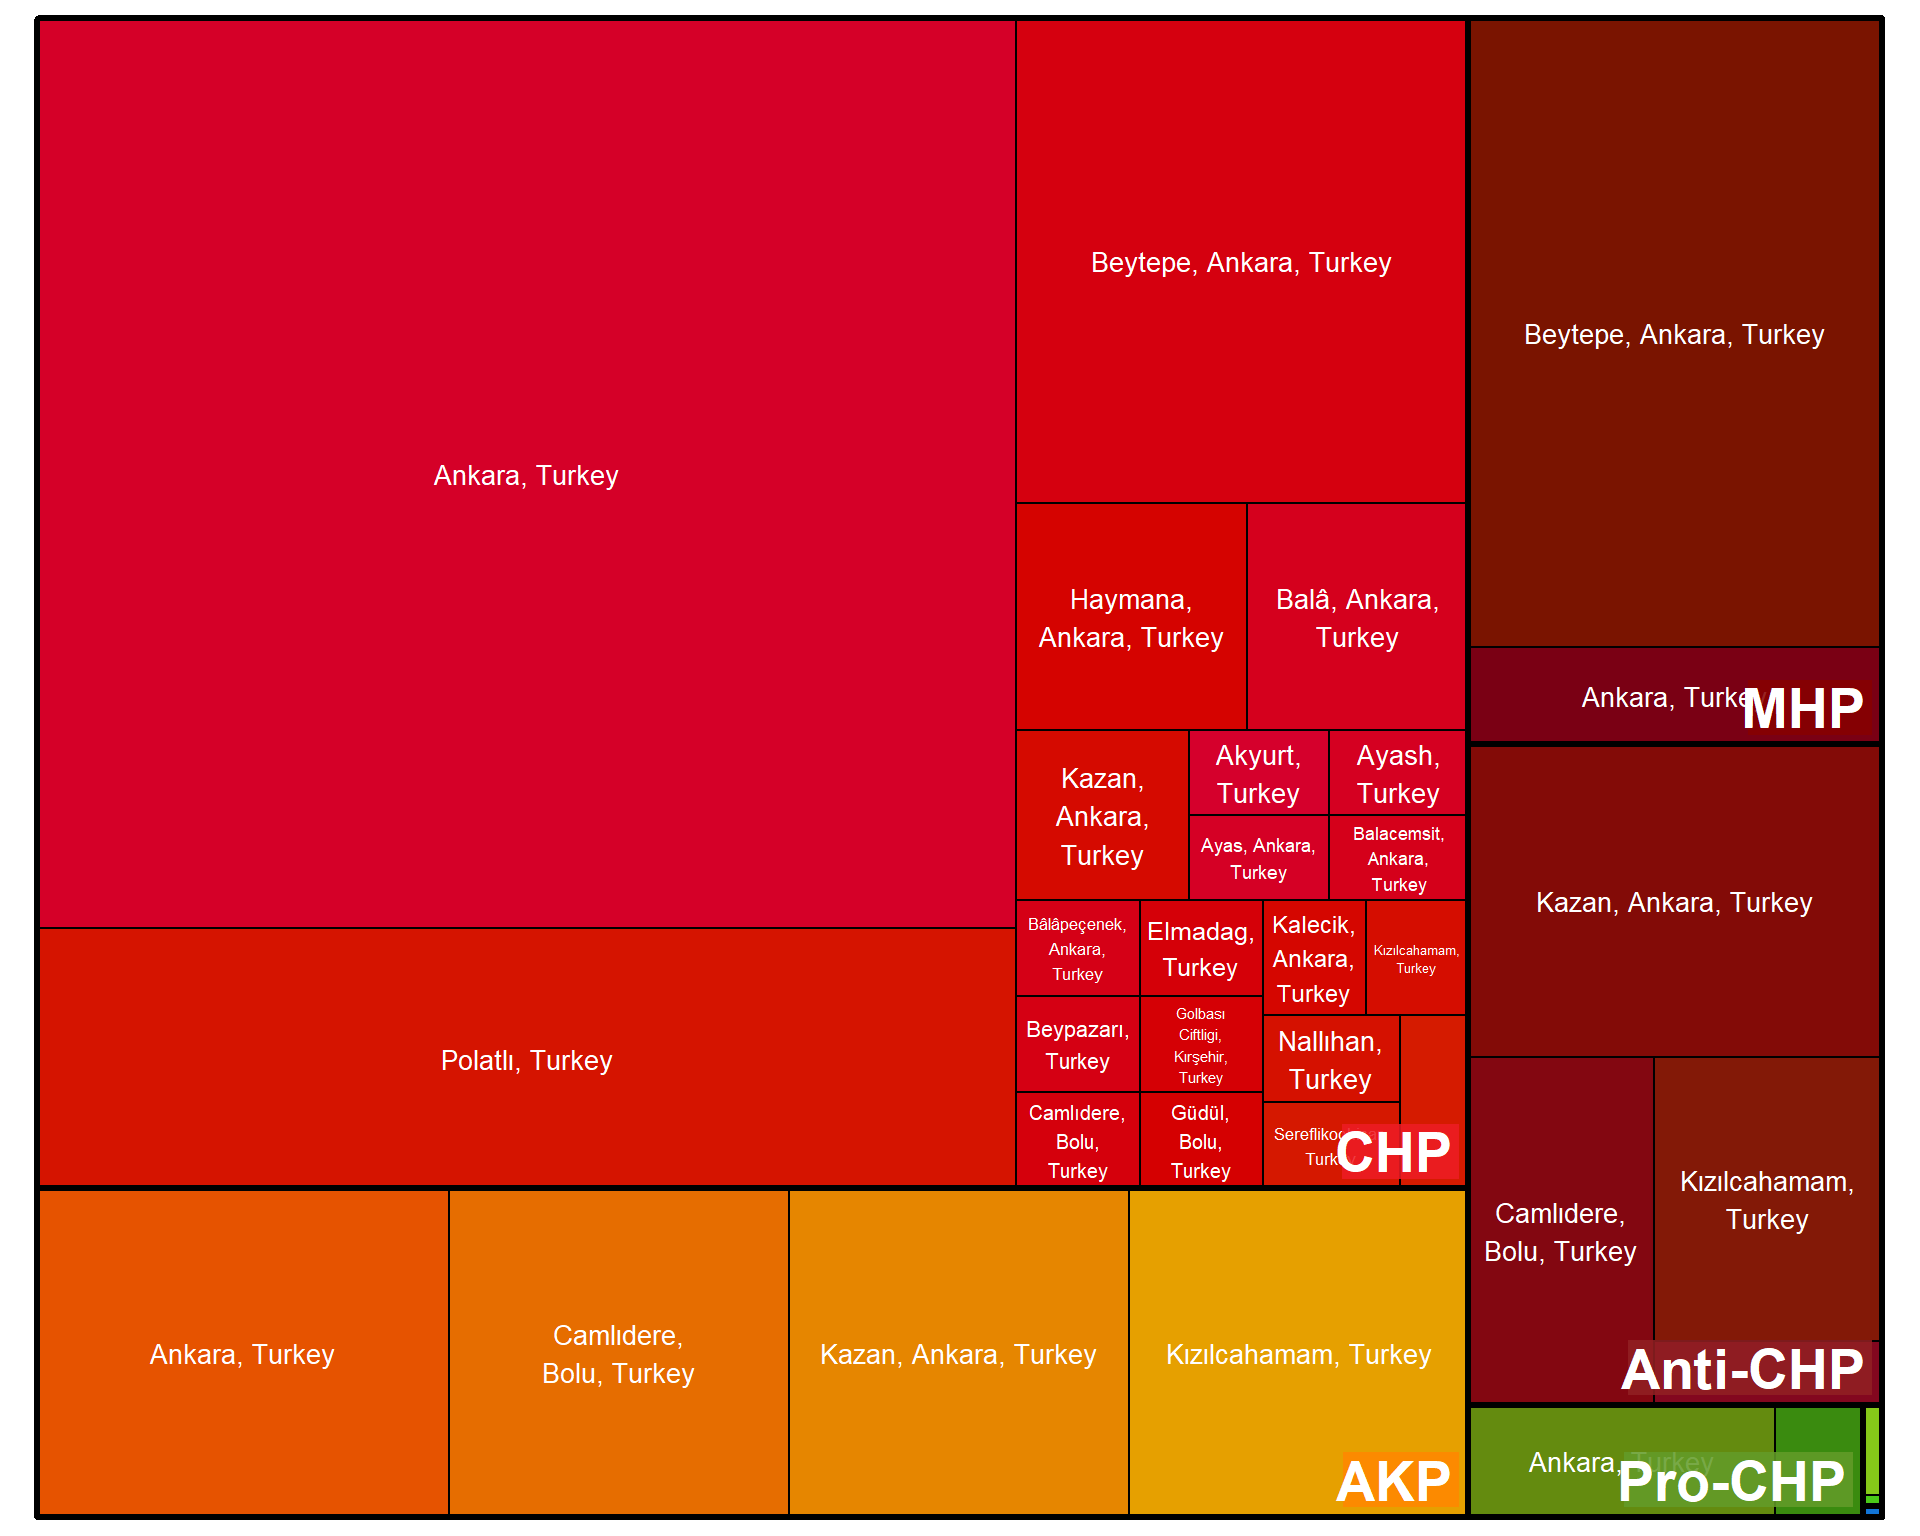 Ankara, Turkey
Polatlı, Turkey
Beytepe, Ankara, Turkey
Haymana,
Ankara, Turkey
Balâ, Ankara,
Turkey
Kazan,
Ankara,
Turkey
Akyurt,
Turkey
Ayash,
Turkey
Ayas, Ankara,
Turkey
Balacemsit,
Ankara,
Turkey
Bâlâpeçenek,
Ankara,
Turkey
Elmadag,
Turkey
Kalecik,
Ankara,
Turkey
Kızılcahamam,
Turkey
Beypazarı,
Turkey
Golbası
Ciftligi,
Kırşehir,
Turkey
Nallıhan,
Turkey
Camlıdere,
Bolu,
Turkey
Güdül,
Bolu,
Turkey
CHP
Ankara, Turkey
Camlıdere,
Bolu, Turkey
Kazan, Ankara, Turkey
Kızılcahamam, Turkey
AKP
Beytepe, Ankara, Turkey
Ankara, Turkey
MHP
Kazan, Ankara, Turkey
Camlıdere,
Bolu, Turkey
Kızılcahamam,
Turkey
Anti-CHP
Ankara, Turkey
Pro-CHP